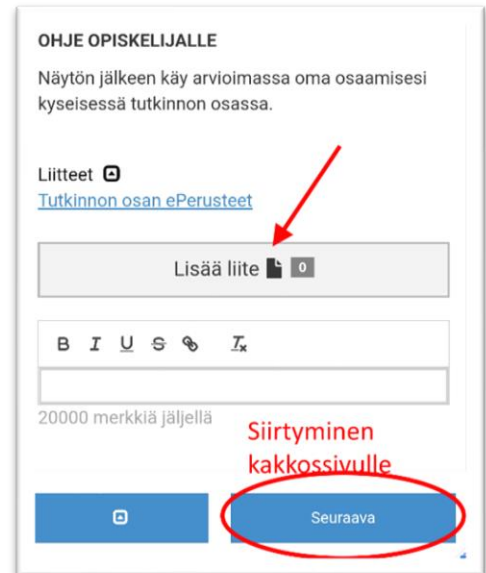 OHJE OPISKELIJALLE
Näytön jälkeen käy arvioimassa oma osaamisesi
kyseisessä tutkinnon osassa.
Liitteet
Tutkinnon osan ePerusteet
Lisää liite 0
B I U S Tx
20000 merkkiä jäljellä
Siirtyminen
kakkossivulle
Seuraava